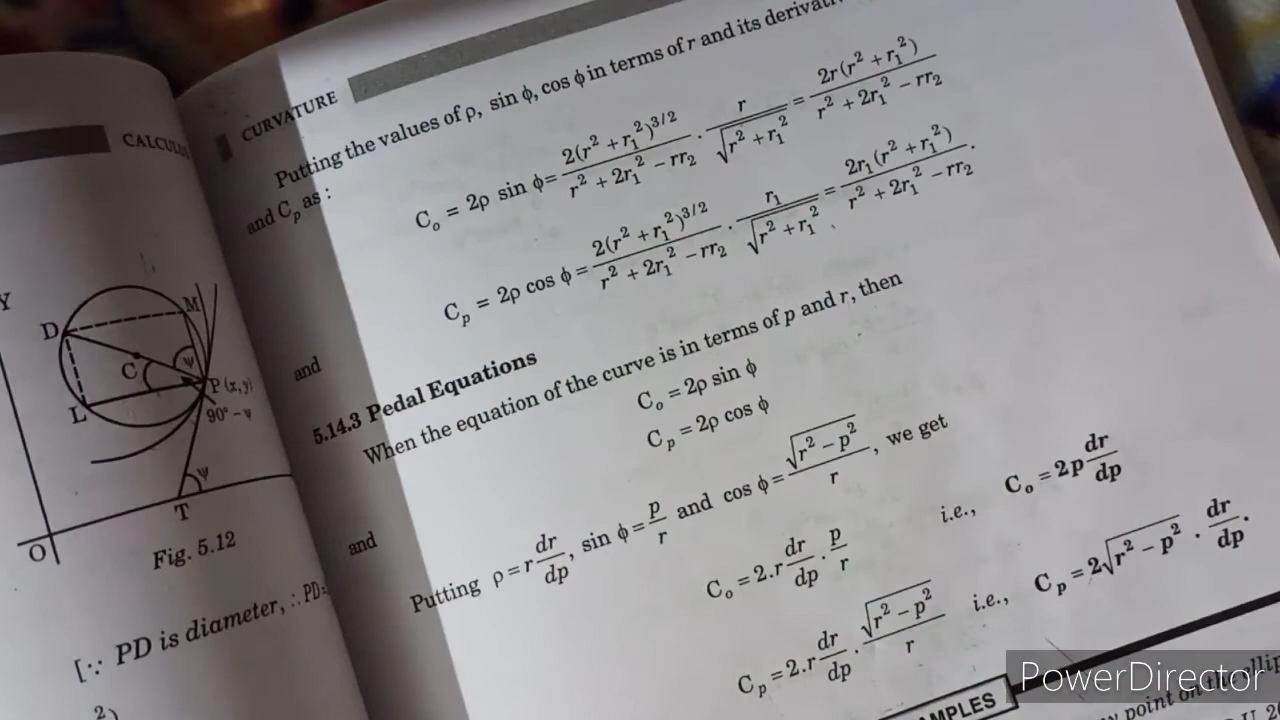 CALCULUS
Y
D
M
C
ψ
P (x, y)
L
90° – ψ
ψ
T
O
Fig. 5.12
[∵ PD is diameter, ∴ PD=
2)
CURVATURE
Putting the values of ρ, sin ϕ, cos ϕ in terms of r and its
and C_p as :
C_o = 2ρ sin ϕ = 2(r² + r₁²)^{3/2} / (r² + 2r₁² – rr₂) · r / √(r² + r₁²) = 2r(r² + r₁²) / (r² + 2r₁² – rr₂)
and C_p = 2ρ cos ϕ = 2(r² + r₁²)^{3/2} / (r² + 2r₁² – rr₂) · r₁ / √(r² + r₁²) = 2r₁(r² + r₁²) / (r² + 2r₁² – rr₂).
5.14.3 Pedal Equations
When the equation of the curve is in terms of p and r, then
C_o = 2ρ sin ϕ
and C_p = 2ρ cos ϕ
Putting ρ = r dr/dp, sin ϕ = p/r and cos ϕ = √(r² – p²) / r, we get
C_o = 2.r dr/dp · p/r i.e., C_o = 2p dr/dp
C_p = 2.r dr/dp · √(r² – p²) / r i.e., C_p = 2√(r² – p²) · dr/dp.
AMPLES
point on the
PowerDirector